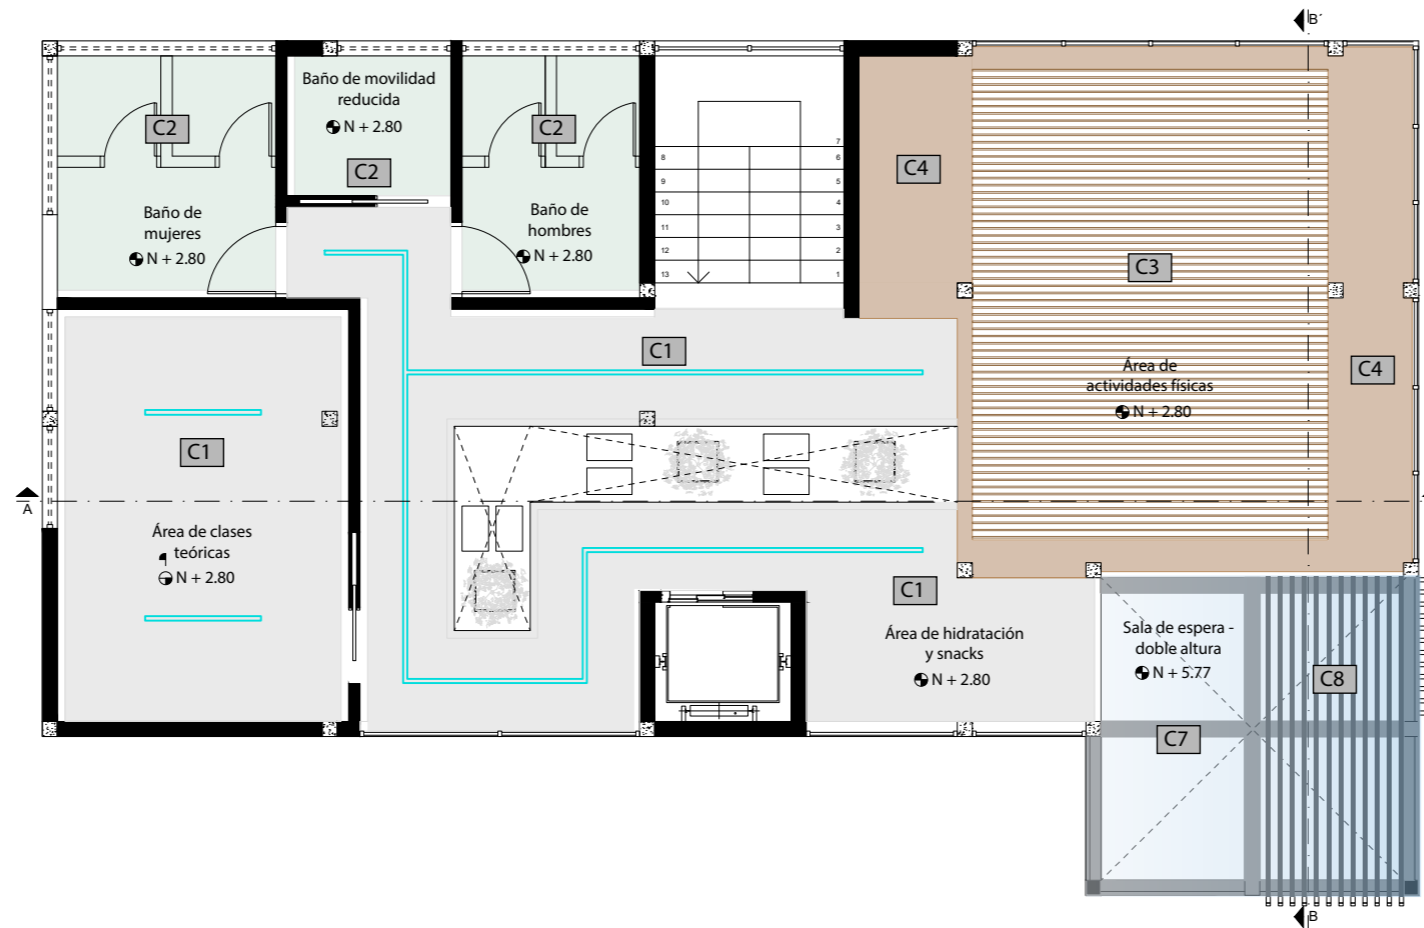 B´
Baño de movilidad
reducida
N + 2.80
C2
C2
C2
C4
Baño de
mujeres
N + 2.80
Baño de
hombres
N + 2.80
7
8
6
9
5
10
4
11
3
12
2
13
1
C3
C1
Área de
actividades físicas
N + 2.80
C4
C1
A
Área de clases
teóricas
N + 2.80
C1
Área de hidratación
y snacks
N + 2.80
Sala de espera -
doble altura
N + 5.77
C8
C7
B